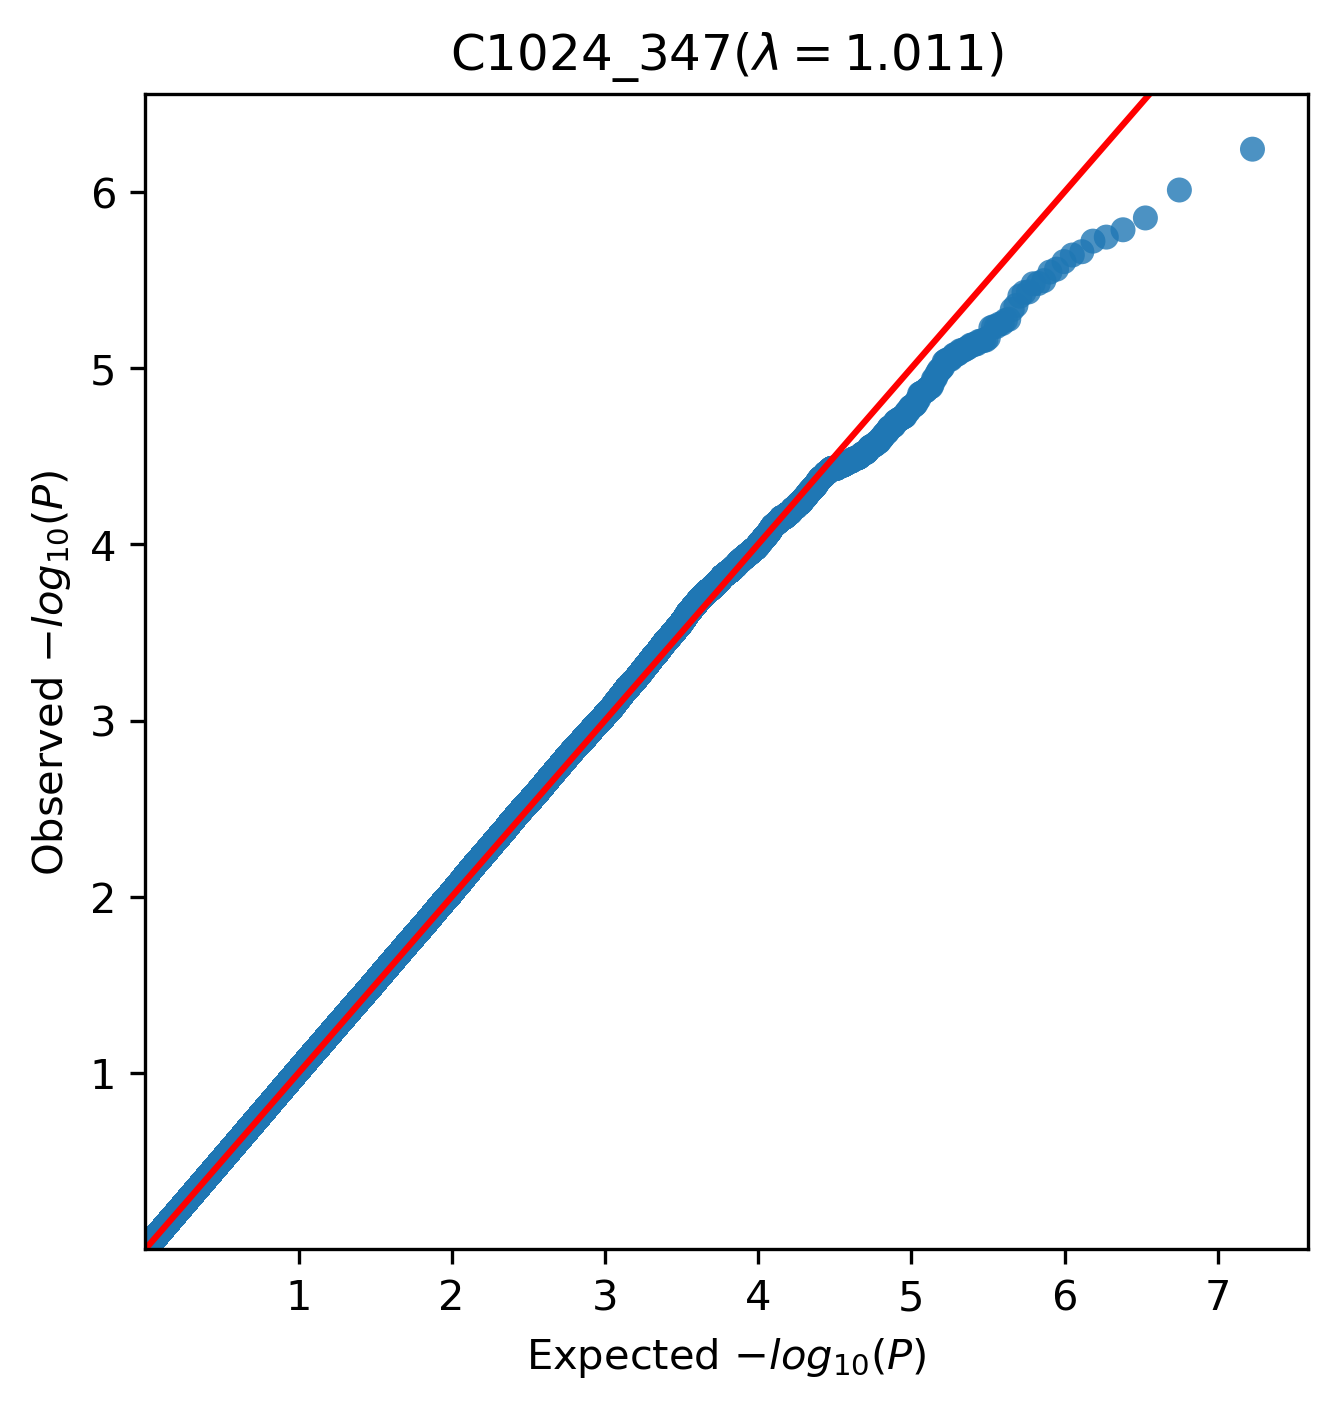 C1024_347(λ = 1.011)
Observed −log₁₀(P)
6
5
4
3
2
1
1 2 3 4 5 6 7
Expected −log₁₀(P)